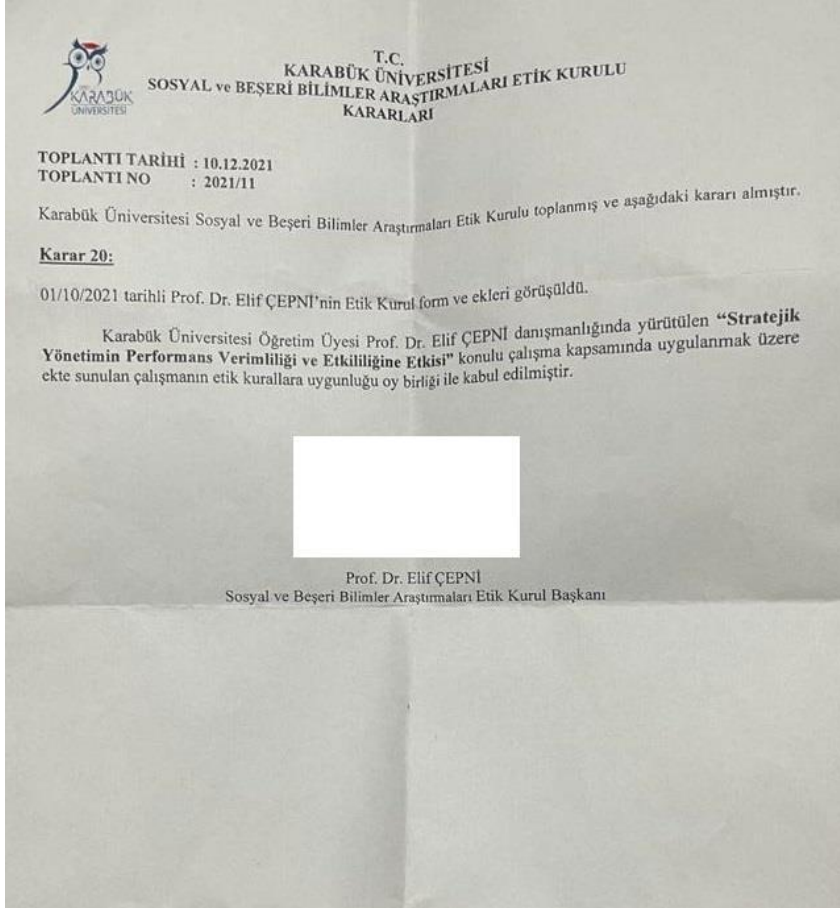 KARABÜK
ÜNİVERSİTESİ
T.C.
KARABÜK ÜNİVERSİTESİ
SOSYAL ve BEŞERİ BİLİMLER ARAŞTIRMALARI ETİK KURULU
KARARLARI
TOPLANTI TARİHİ : 10.12.2021
TOPLANTI NO : 2021/11
Karabük Üniversitesi Sosyal ve Beşeri Bilimler Araştırmaları Etik Kurulu toplanmış ve aşağıdaki kararı almıştır.
Karar 20:
01/10/2021 tarihli Prof. Dr. Elif ÇEPNİ'nin Etik Kurul form ve ekleri görüşüldü.
Karabük Üniversitesi Öğretim Üyesi Prof. Dr. Elif ÇEPNİ danışmanlığında yürütülen “Stratejik
Yönetimin Performans Verimliliği ve Etkililiğine Etkisi” konulu çalışma kapsamında uygulanmak üzere
ekte sunulan çalışmanın etik kurallara uygunluğu oy birliği ile kabul edilmiştir.
Prof. Dr. Elif ÇEPNİ
Sosyal ve Beşeri Bilimler Araştırmaları Etik Kurul Başkanı